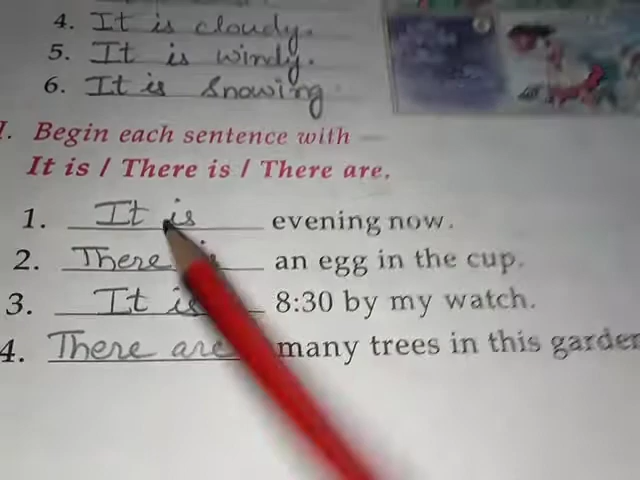 4. It is cloudy.
5. It is windy.
6. It is Snowing
I. Begin each sentence with —
It is / There is / There are.
1. It is evening now.
2. There is an egg in the cup.
3. It is 8:30 by my watch.
4. There are many trees in this garden